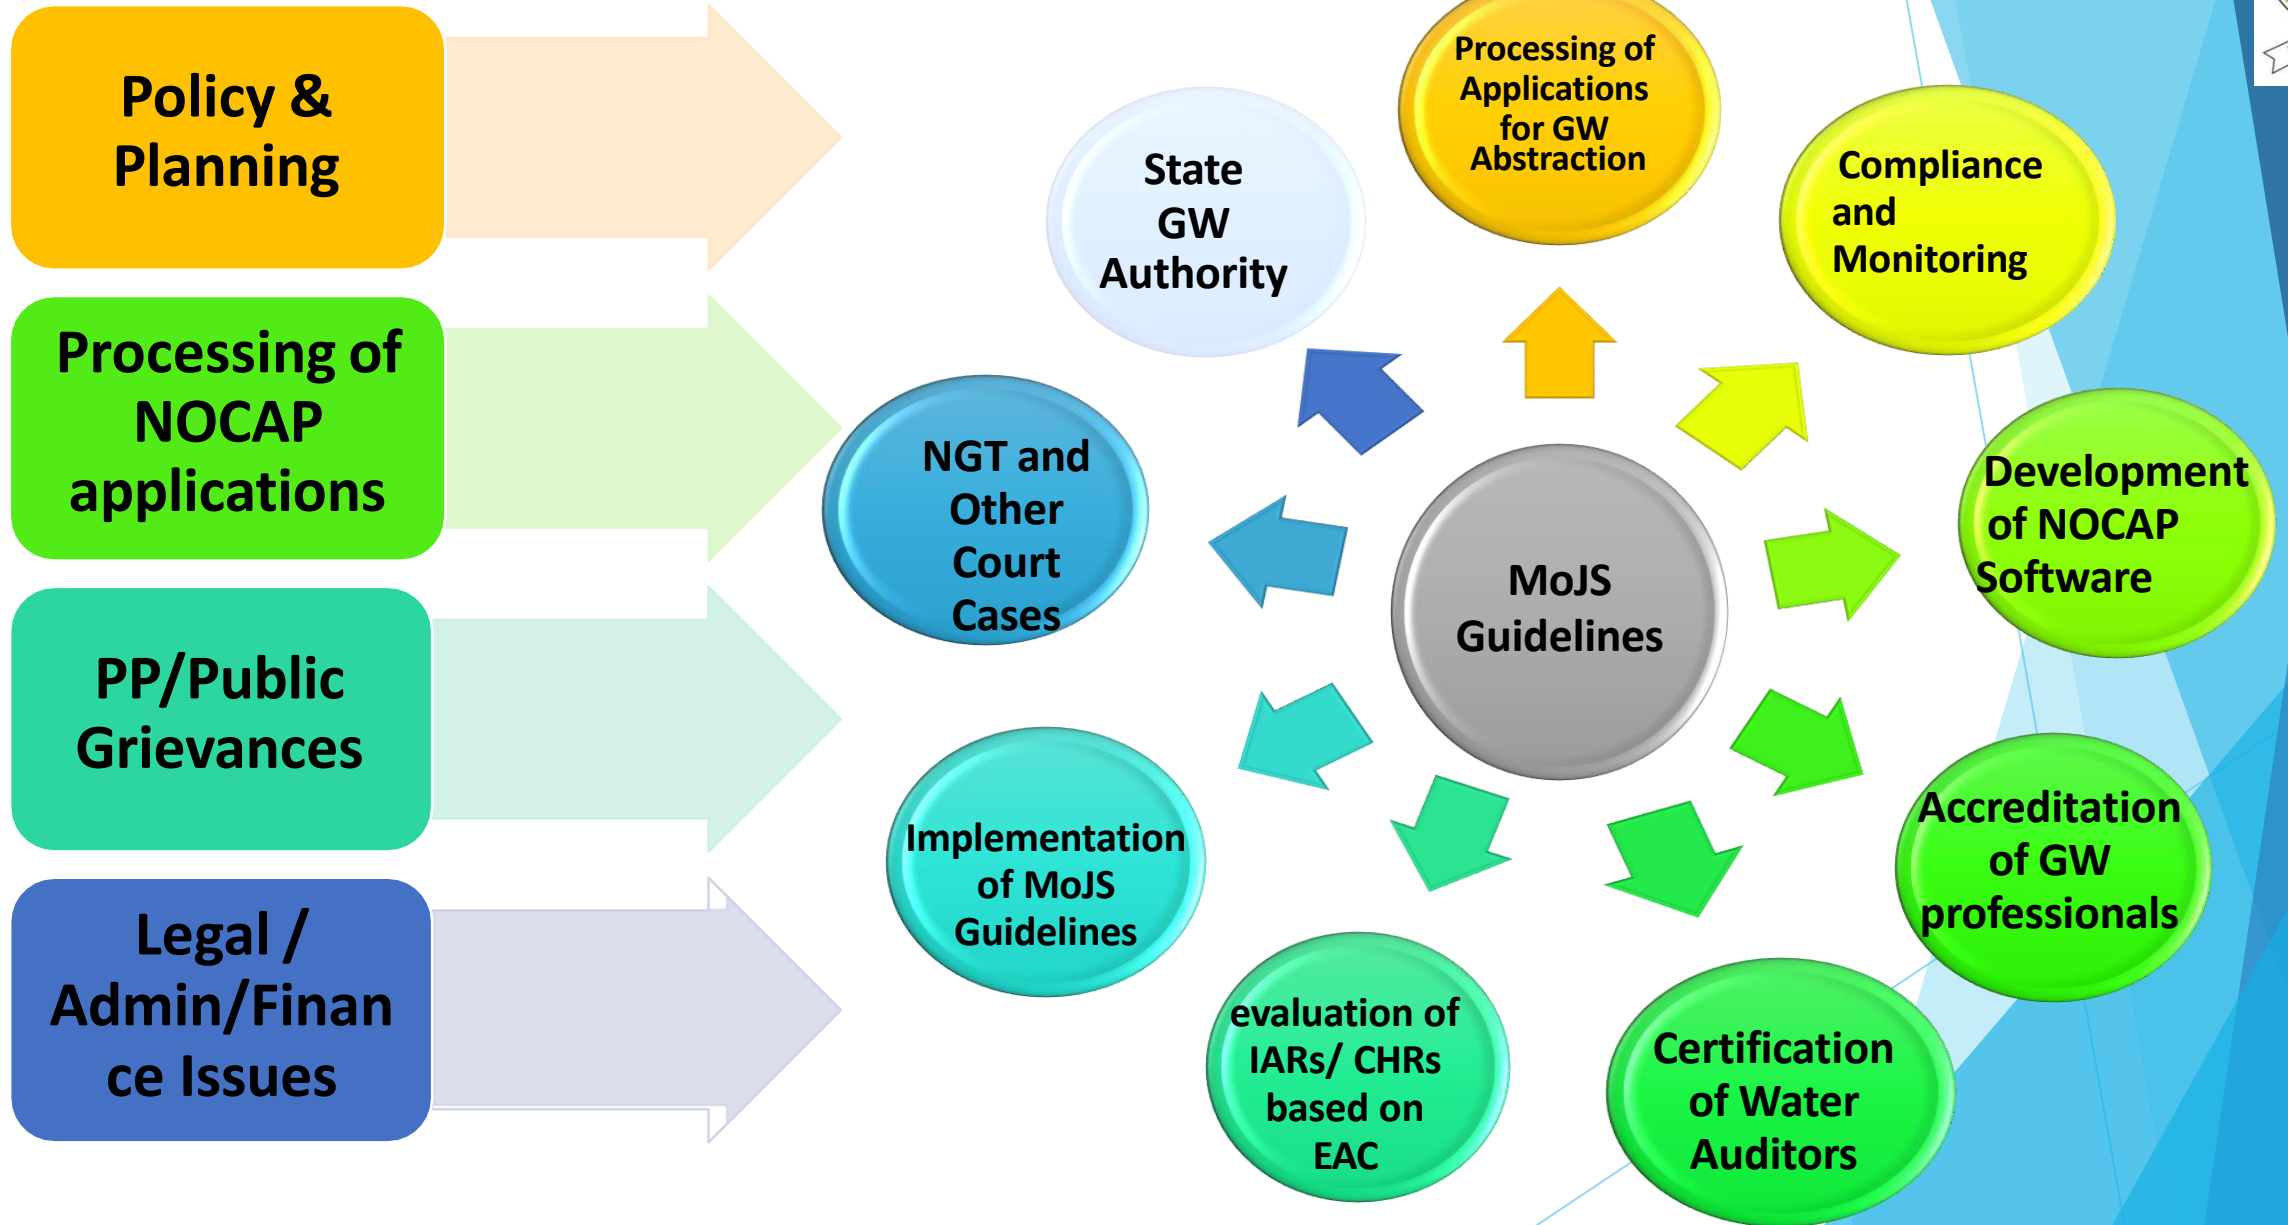 Policy &
Planning
Processing of
NOCAP
applications
PP/Public
Grievances
Legal /
Admin/Finan
ce Issues
Processing of
Applications
for GW
Abstraction
Compliance
and
Monitoring
Development
of NOCAP
Software
Accreditation
of GW
professionals
Certification
of Water
Auditors
evaluation of
IARs/ CHRs
based on
EAC
Implementation
of MoJS
Guidelines
NGT and
Other
Court
Cases
State
GW
Authority
MoJS
Guidelines